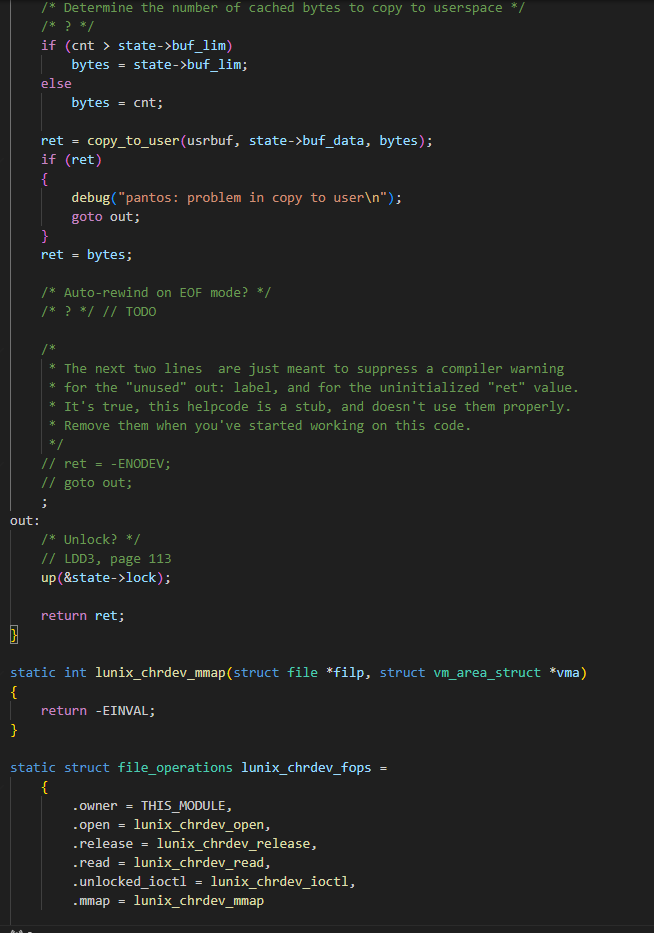 /* Determine the number of cached bytes to copy to userspace */
/* ? */
if (cnt > state->buf_lim)
bytes = state->buf_lim;
else
bytes = cnt;
ret = copy_to_user(usrbuf, state->buf_data, bytes);
if (ret)
{
debug("pantos: problem in copy to user\n");
goto out;
}
ret = bytes;
/* Auto-rewind on EOF mode? */
/* ? */ // TODO
/*
* The next two lines  are just meant to suppress a compiler warning
* for the "unused" out: label, and for the uninitialized "ret" value.
* It's true, this helpcode is a stub, and doesn't use them properly.
* Remove them when you've started working on this code.
*/
// ret = -ENODEV;
// goto out;
;
out:
/* Unlock? */
// LDD3, page 113
up(&state->lock);
return ret;
}
static int lunix_chrdev_mmap(struct file *filp, struct vm_area_struct *vma)
{
return -EINVAL;
}
static struct file_operations lunix_chrdev_fops =
{
.owner = THIS_MODULE,
.open = lunix_chrdev_open,
.release = lunix_chrdev_release,
.read = lunix_chrdev_read,
.unlocked_ioctl = lunix_chrdev_ioctl,
.mmap = lunix_chrdev_mmap